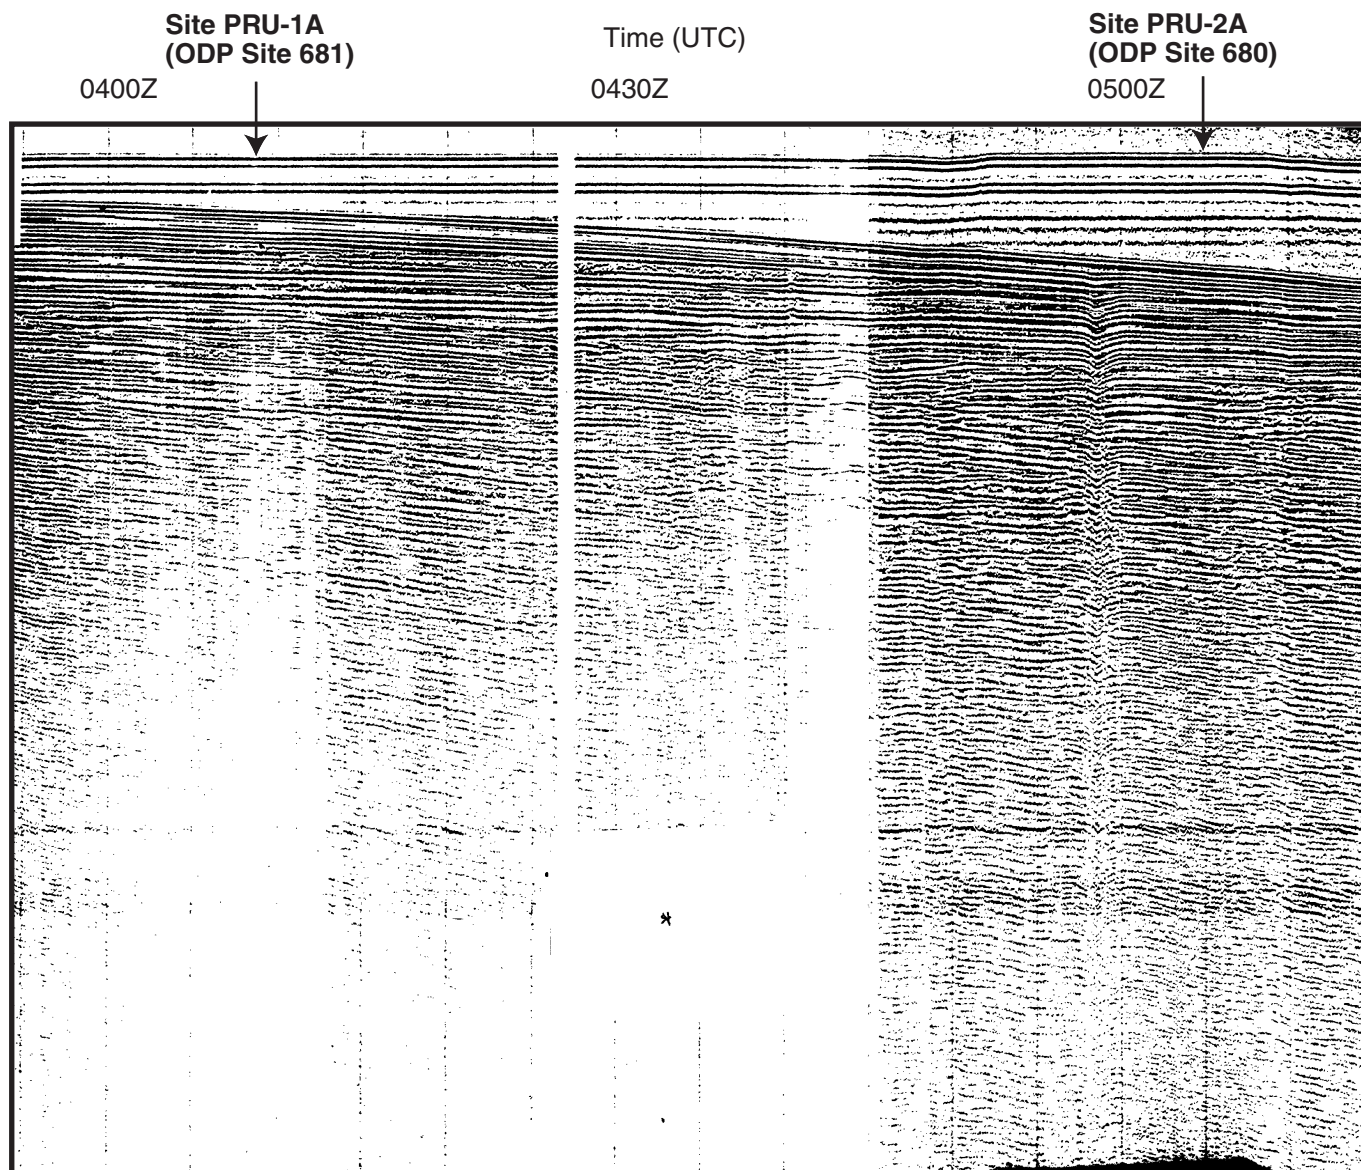 Site PRU-1A
(ODP Site 681)
Time (UTC)
Site PRU-2A
(ODP Site 680)
0400Z
0430Z
0500Z